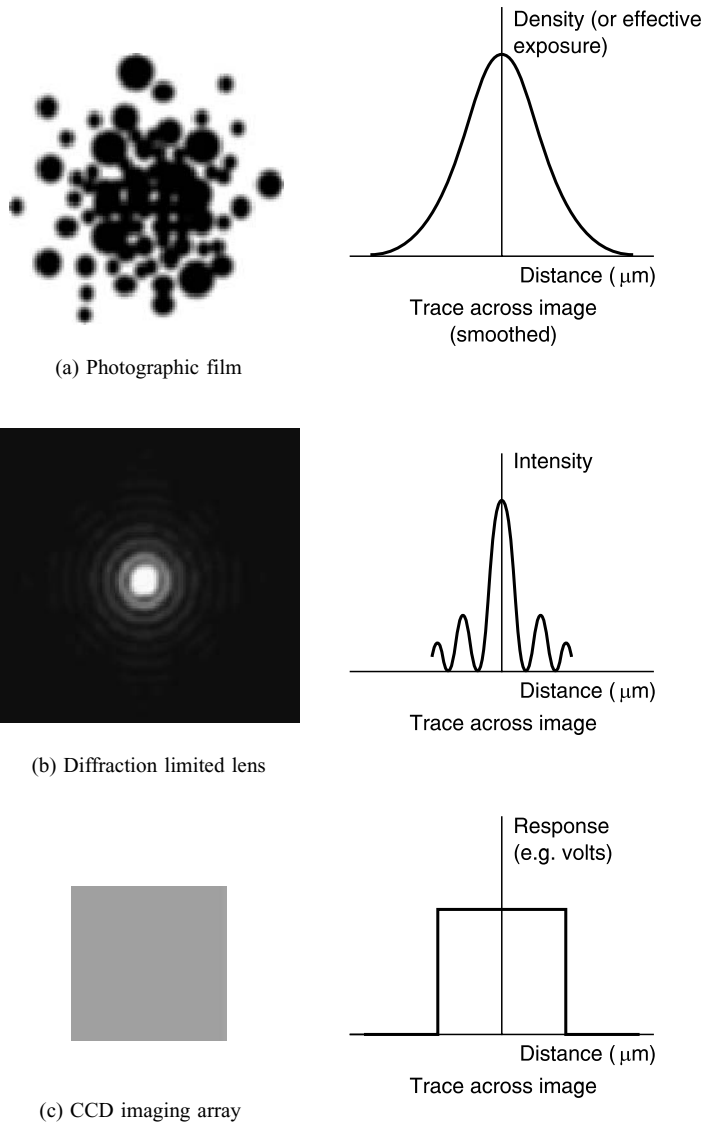 Density (or effective
exposure)
Distance (μm)
Trace across image
(smoothed)
(a) Photographic film
Intensity
Distance (μm)
Trace across image
(b) Diffraction limited lens
Response
(e.g. volts)
Distance (μm)
Trace across image
(c) CCD imaging array